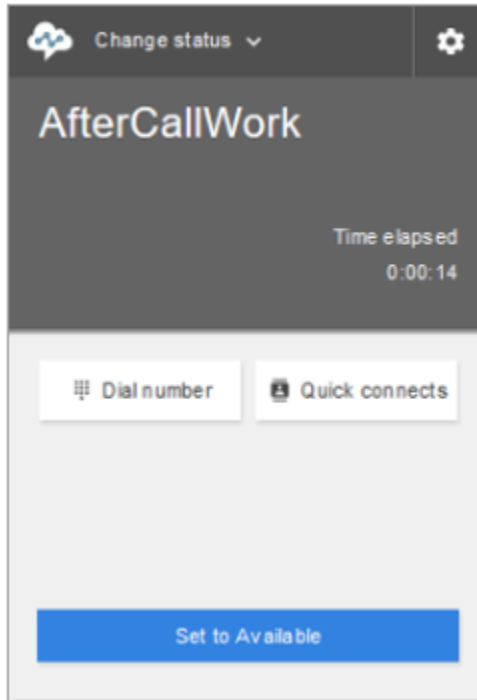 Change status
AfterCallWork
Time elapsed
0:00:14
Dial number
Quick connects
Set to Available